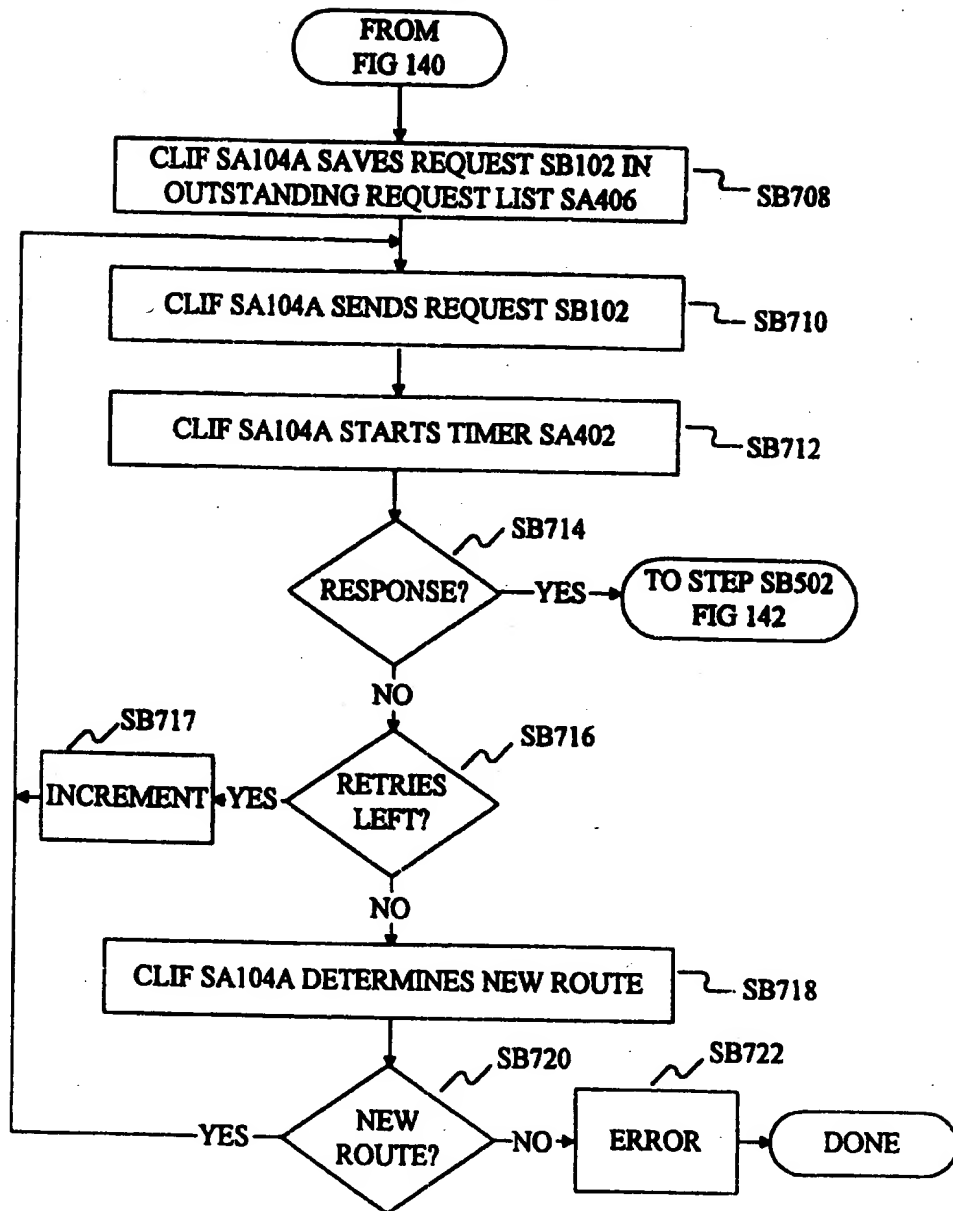 FROM
FIG 140
CLIF SA104A SAVES REQUEST SB102 IN
OUTSTANDING REQUEST LIST SA406
SB708
CLIF SA104A SENDS REQUEST SB102
SB710
CLIF SA104A STARTS TIMER SA402
SB712
SB714
RESPONSE?
YES
TO STEP SB502
FIG 142
NO
SB717
SB716
INCREMENT
YES
RETRIES
LEFT?
NO
CLIF SA104A DETERMINES NEW ROUTE
SB718
SB720
SB722
YES
NEW
ROUTE?
NO
ERROR
DONE